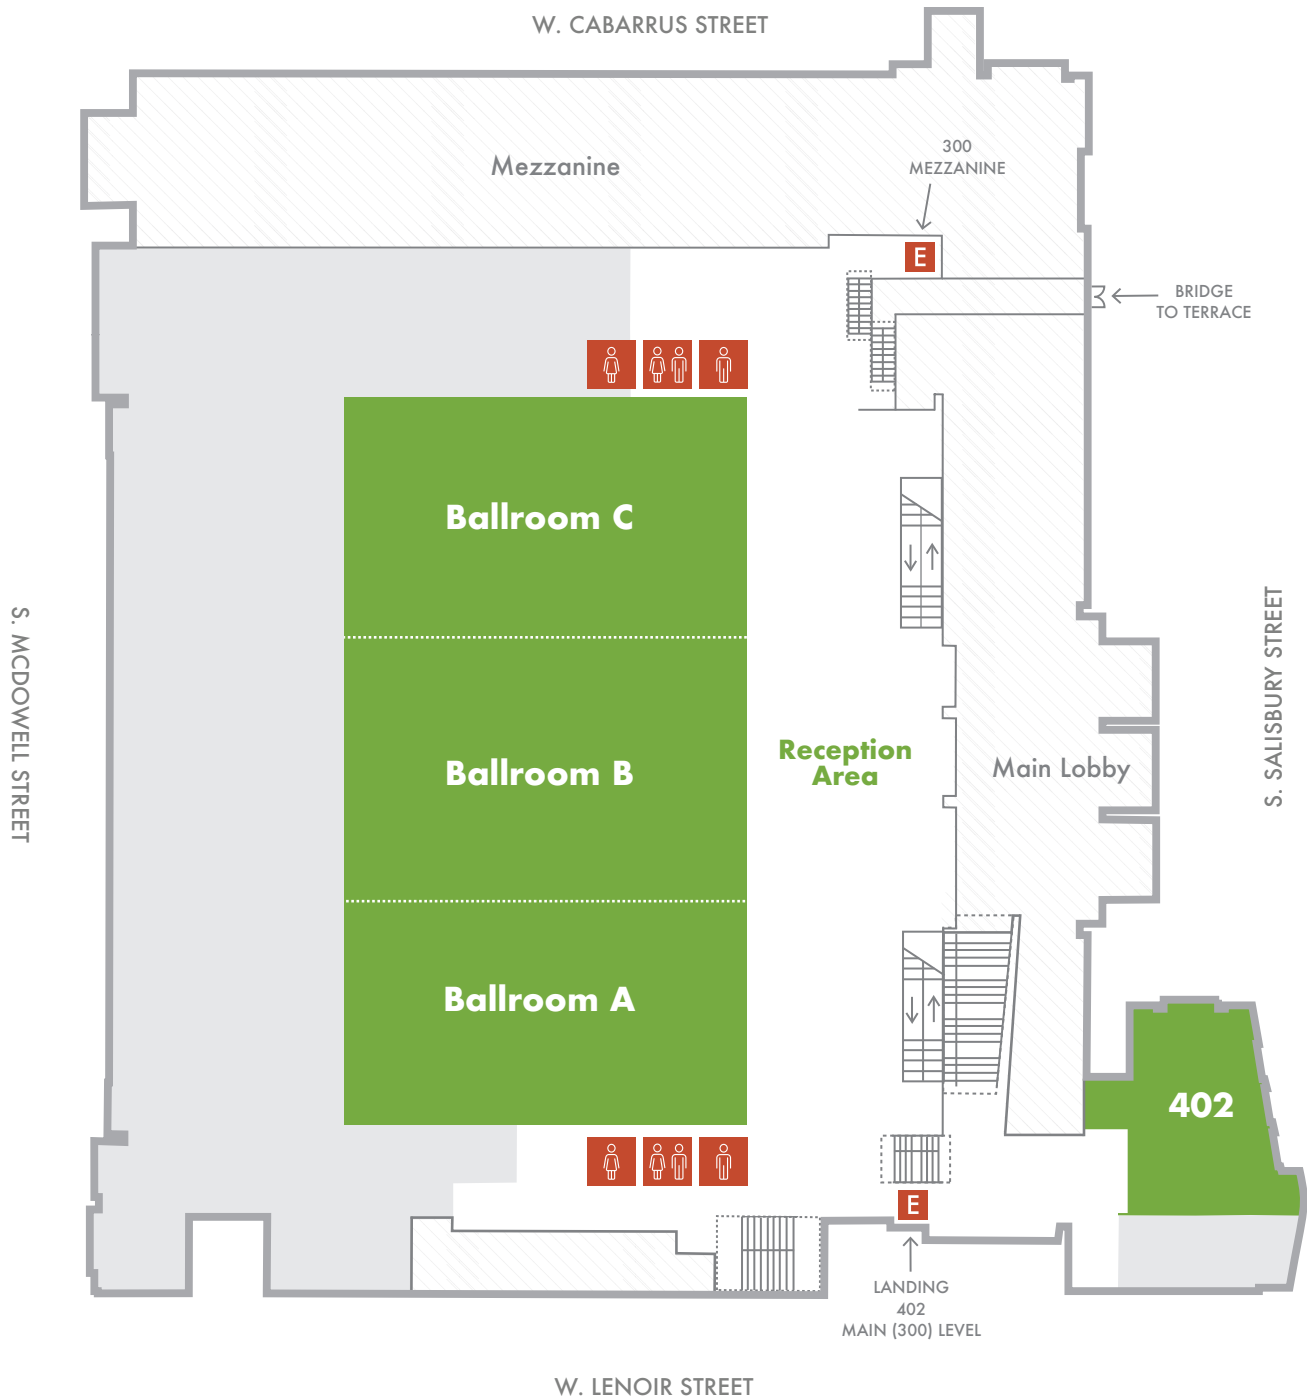 W. CABARRUS STREET
Mezzanine
300
MEZZANINE
E
BRIDGE
TO TERRACE
Ballroom C
S. MCDOWELL STREET
S. SALISBURY STREET
Reception
Area
Main Lobby
Ballroom B
Ballroom A
402
E
LANDING
402
MAIN (300) LEVEL
W. LENOIR STREET